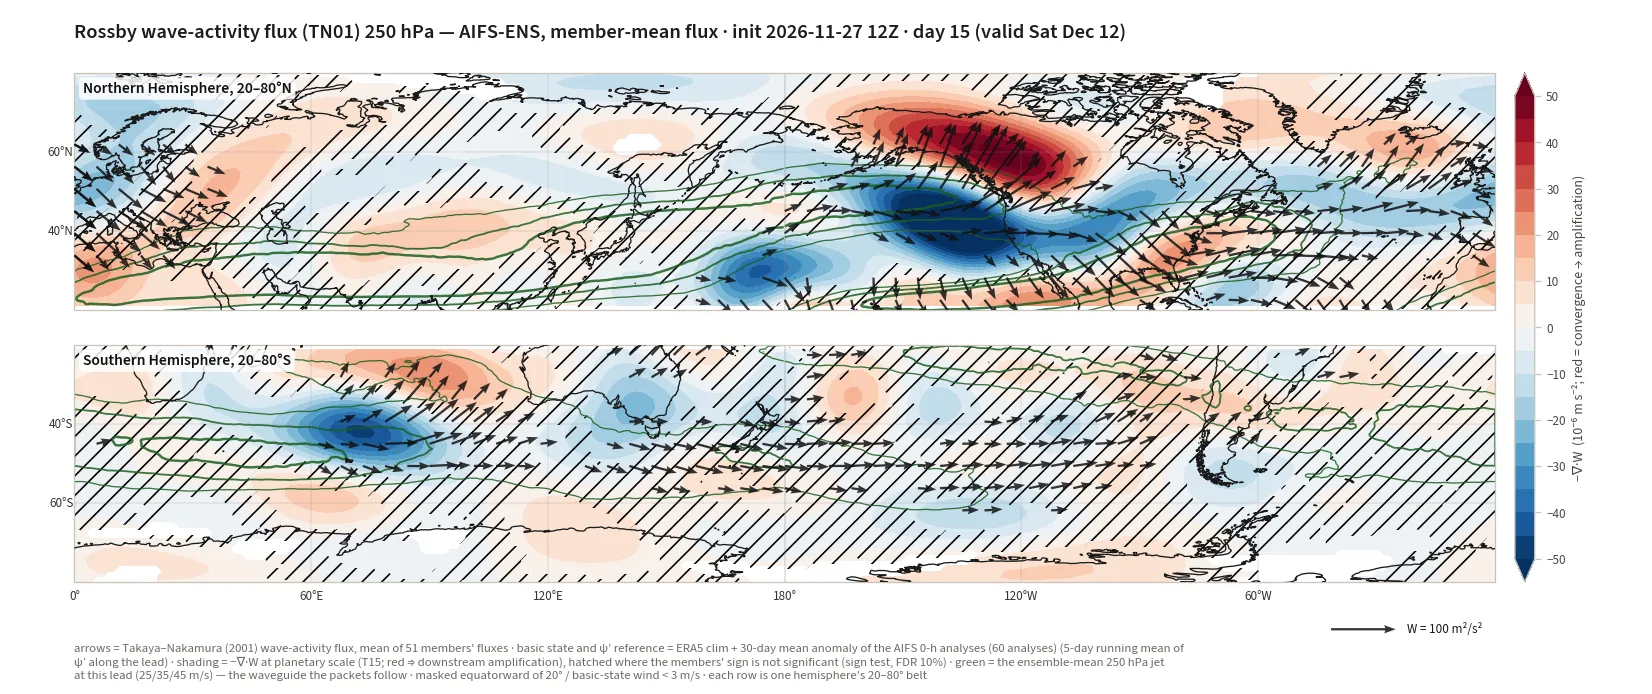 Rossby wave-activity flux (TN01) 250 hPa — AIFS-ENS, member-mean flux · init 2026-11-27 12Z · day 15 (valid Sat Dec 12)
Northern Hemisphere, 20–80°N
60°N
40°N
Southern Hemisphere, 20–80°S
40°S
60°S
0°
60°E
120°E
180°
120°W
60°W
50
40
30
20
10
0
−10
−20
−30
−40
−50
−∇·W (10⁻⁶ m s⁻²; red = convergence → amplification)
W = 100 m²/s²
arrows = Takaya–Nakamura (2001) wave-activity flux, mean of 51 members' fluxes · basic state and ψ′ reference = ERA5 clim + 30-day mean anomaly of the AIFS 0-h analyses (60 analyses) (5-day running mean of
ψ′ along the lead) · shading = −∇·W at planetary scale (T15; red ⇒ downstream amplification), hatched where the members' sign is not significant (sign test, FDR 10%) · green = the ensemble-mean 250 hPa jet
at this lead (25/35/45 m/s) — the waveguide the packets follow · masked equatorward of 20° / basic-state wind < 3 m/s · each row is one hemisphere's 20–80° belt